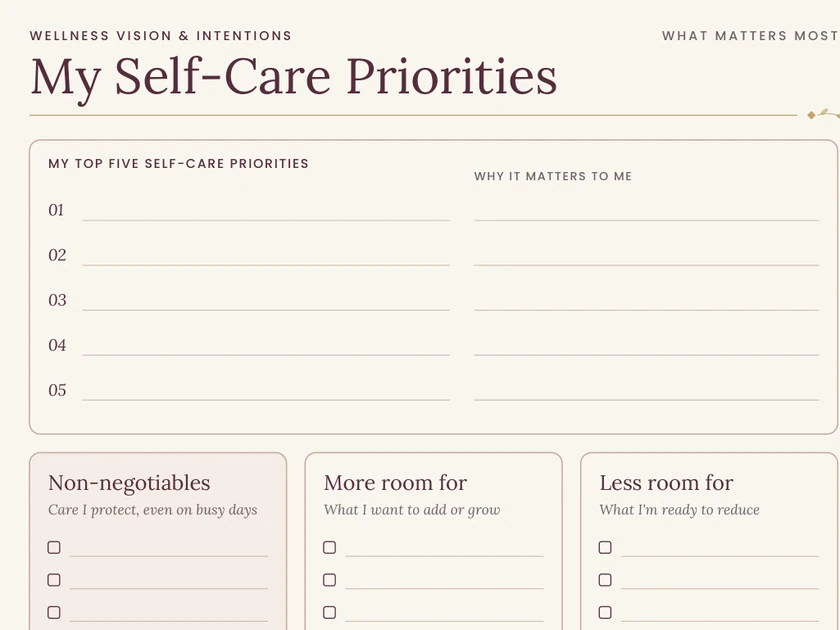 WELLNESS VISION & INTENTIONS
WHAT MATTERS MOST
My Self-Care Priorities
MY TOP FIVE SELF-CARE PRIORITIES
WHY IT MATTERS TO ME
01
02
03
04
05
Non-negotiables
Care I protect, even on busy days
More room for
What I want to add or grow
Less room for
What I'm ready to reduce